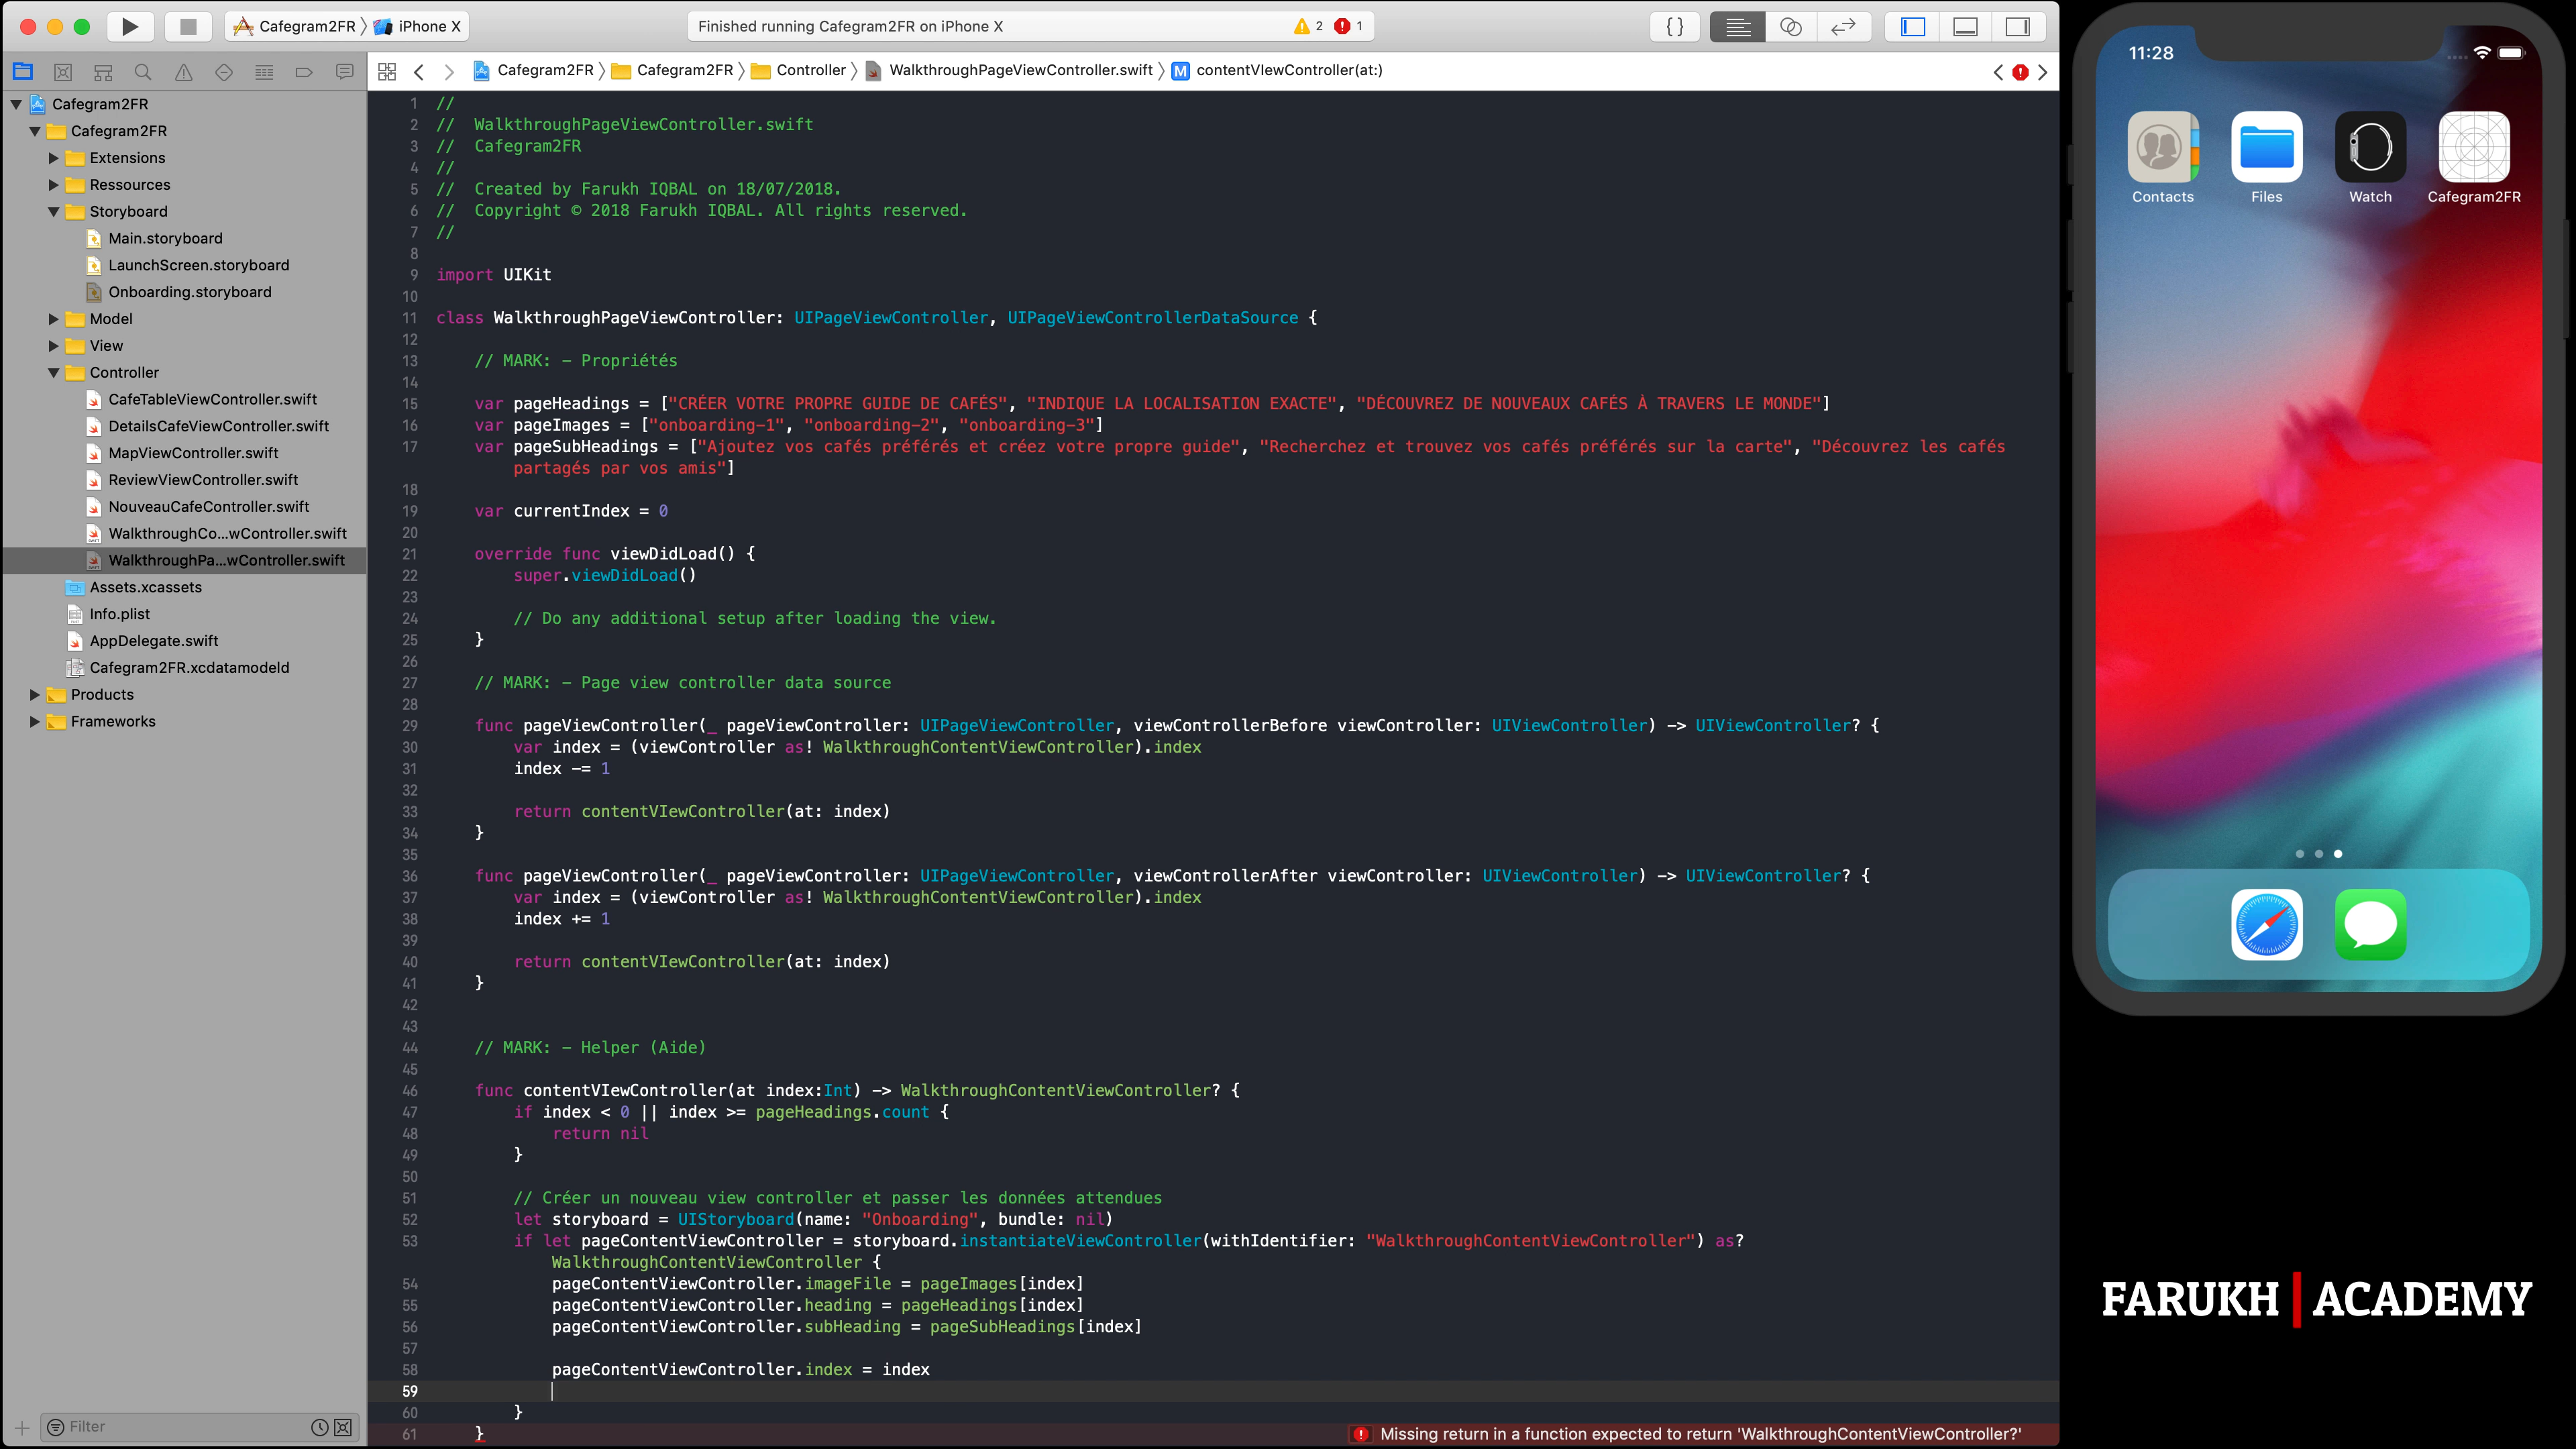 Cafegram2FR iPhone X
Finished running Cafegram2FR on iPhone X
2 1
Cafegram2FR Cafegram2FR Controller WalkthroughPageViewController.swift M contentVIewController(at:)
Cafegram2FR
Cafegram2FR
Extensions
Ressources
Storyboard
Main.storyboard
LaunchScreen.storyboard
Onboarding.storyboard
Model
View
Controller
CafeTableViewController.swift
DetailsCafeViewController.swift
MapViewController.swift
ReviewViewController.swift
NouveauCafeController.swift
WalkthroughCo...wController.swift
WalkthroughPa...wController.swift
Assets.xcassets
Info.plist
AppDelegate.swift
Cafegram2FR.xcdatamodeld
Products
Frameworks
Filter
1 //
2 //  WalkthroughPageViewController.swift
3 //  Cafegram2FR
4 //
5 //  Created by Farukh IQBAL on 18/07/2018.
6 //  Copyright © 2018 Farukh IQBAL. All rights reserved.
7 //
8
9 import UIKit
10
11 class WalkthroughPageViewController: UIPageViewController, UIPageViewControllerDataSource {
12
13     // MARK: - Propriétés
14
15     var pageHeadings = ["CRÉER VOTRE PROPRE GUIDE DE CAFÉS", "INDIQUE LA LOCALISATION EXACTE", "DÉCOUVREZ DE NOUVEAUX CAFÉS À TRAVERS LE MONDE"]
16     var pageImages = ["onboarding-1", "onboarding-2", "onboarding-3"]
17     var pageSubHeadings = ["Ajoutez vos cafés préférés et créez votre propre guide", "Recherchez et trouvez vos cafés préférés sur la carte", "Découvrez les cafés
partagés par vos amis"]
18
19     var currentIndex = 0
20
21     override func viewDidLoad() {
22         super.viewDidLoad()
23
24         // Do any additional setup after loading the view.
25     }
26
27     // MARK: - Page view controller data source
28
29     func pageViewController(_ pageViewController: UIPageViewController, viewControllerBefore viewController: UIViewController) -> UIViewController? {
30         var index = (viewController as! WalkthroughContentViewController).index
31         index -= 1
32
33         return contentVIewController(at: index)
34     }
35
36     func pageViewController(_ pageViewController: UIPageViewController, viewControllerAfter viewController: UIViewController) -> UIViewController? {
37         var index = (viewController as! WalkthroughContentViewController).index
38         index += 1
39
40         return contentVIewController(at: index)
41     }
42
43
44     // MARK: - Helper (Aide)
45
46     func contentVIewController(at index:Int) -> WalkthroughContentViewController? {
47         if index < 0 || index >= pageHeadings.count {
48             return nil
49         }
50
51         // Créer un nouveau view controller et passer les données attendues
52         let storyboard = UIStoryboard(name: "Onboarding", bundle: nil)
53         if let pageContentViewController = storyboard.instantiateViewController(withIdentifier: "WalkthroughContentViewController") as?
WalkthroughContentViewController {
54             pageContentViewController.imageFile = pageImages[index]
55             pageContentViewController.heading = pageHeadings[index]
56             pageContentViewController.subHeading = pageSubHeadings[index]
57
58             pageContentViewController.index = index
59
60         }
61     } Missing return in a function expected to return 'WalkthroughContentViewController?'
11:28
Contacts Files Watch Cafegram2FR
FARUKH | ACADEMY